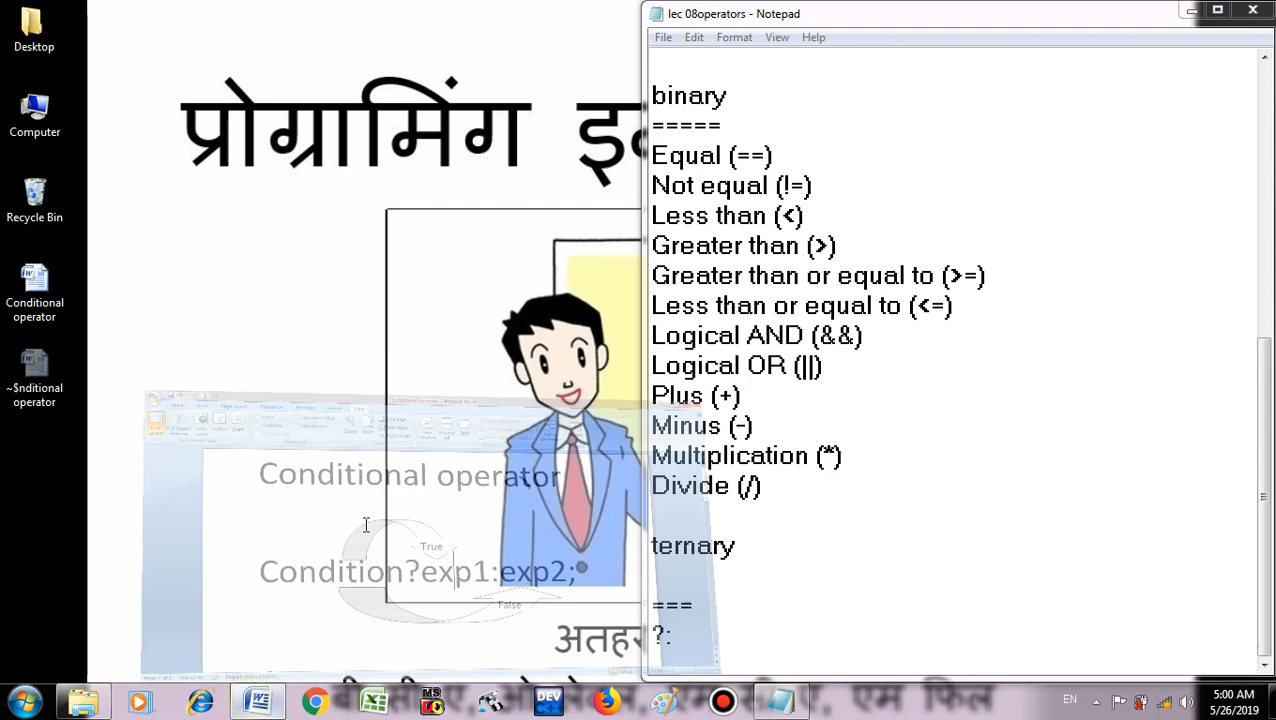 Desktop
Computer
Recycle Bin
Conditional
operator
~$nditional
operator
प्रोग्रामिंग
अतहर
Conditional operator
True
Condition?exp1:exp2;
False
lec 08operators - Notepad
File Edit Format View Help
binary
=====
Equal (==)
Not equal (!=)
Less than (<)
Greater than (>)
Greater than or equal to (>=)
Less than or equal to (<=)
Logical AND (&&)
Logical OR (||)
Plus (+)
Minus (-)
Multiplication (*)
Divide (/)
ternary
===
?:
EN
5:00 AM
5/26/2019